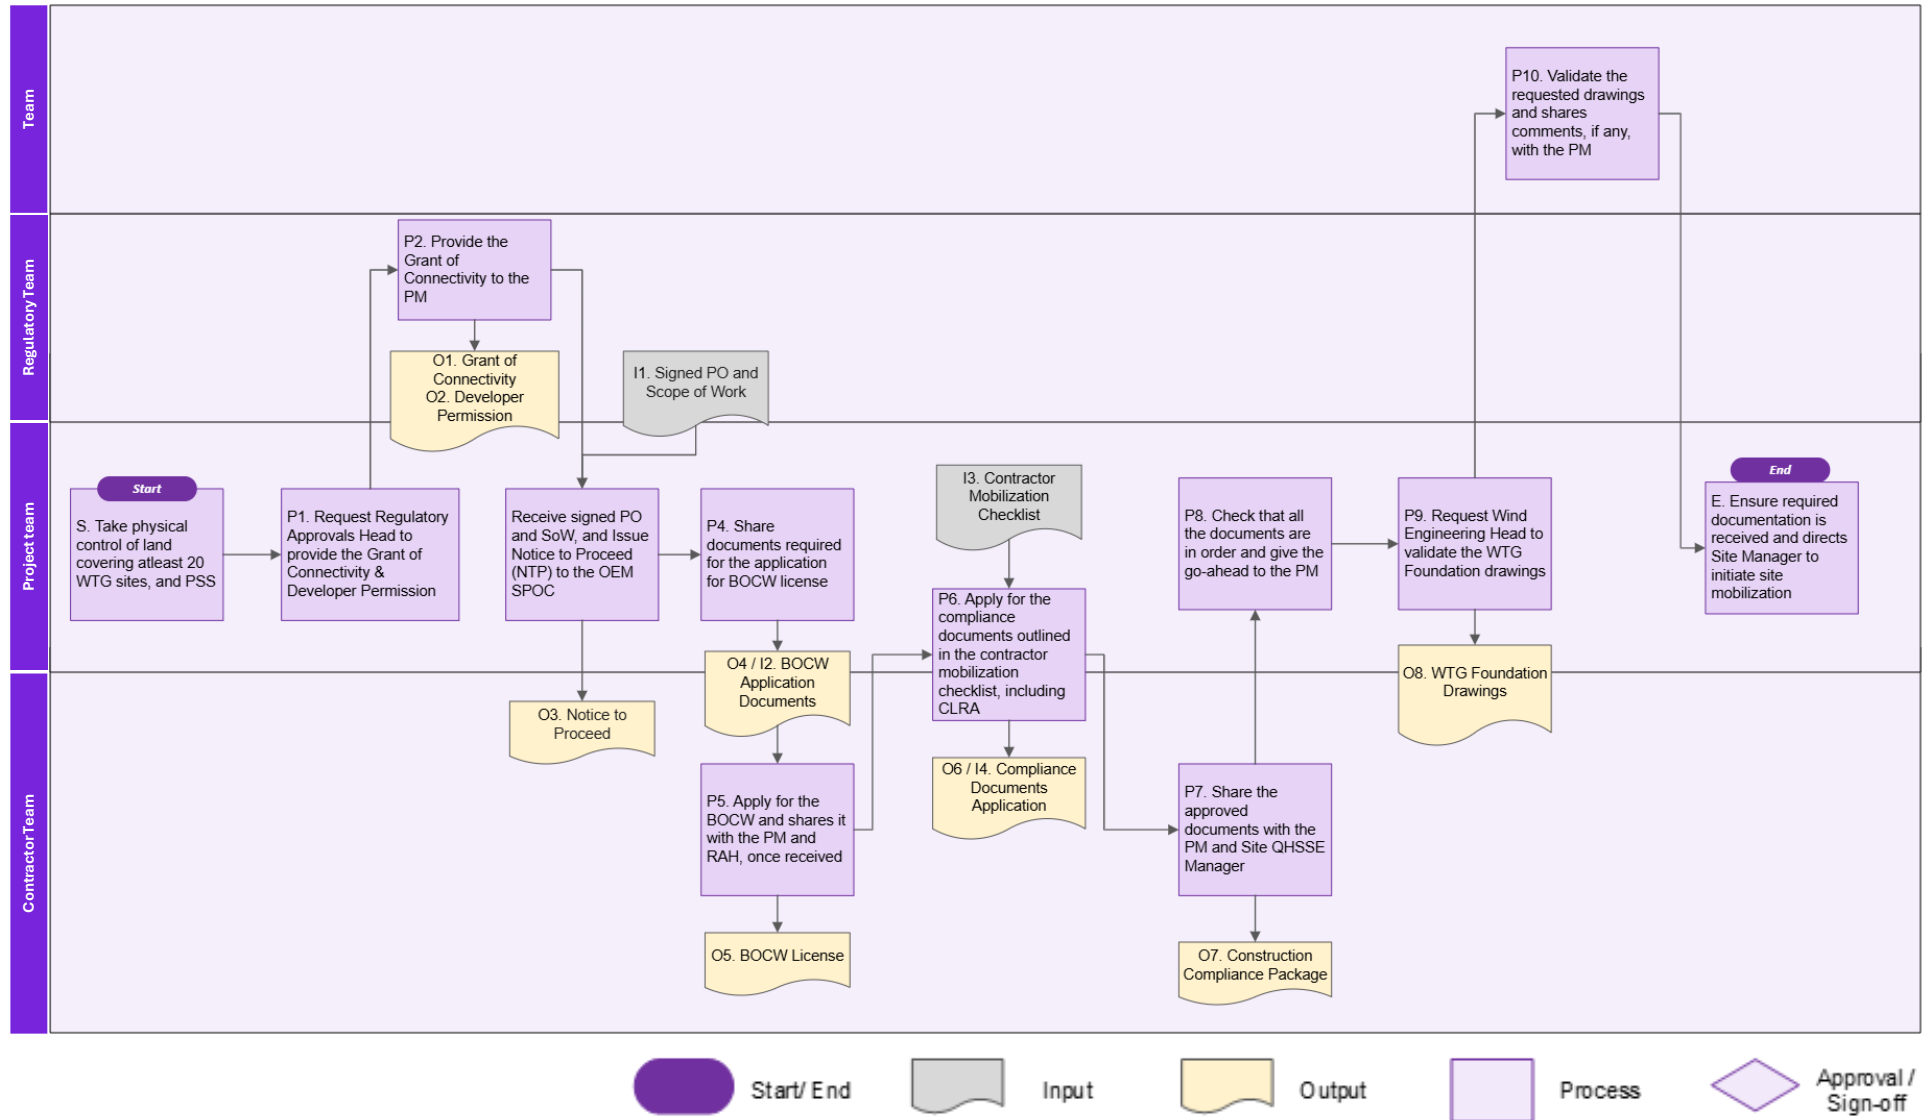 Team
P10. Validate the
requested drawings
and shares
comments, if any,
with the PM
Regulatory Team
P2. Provide the
Grant of
Connectivity to the
PM
O1. Grant of
Connectivity
O2. Developer
Permission
I1. Signed PO and
Scope of Work
Project team
Start
S. Take physical
control of land
covering atleast 20
WTG sites, and PSS
P1. Request Regulatory
Approvals Head to
provide the Grant of
Connectivity &
Developer Permission
Receive signed PO
and SoW, and Issue
Notice to Proceed
(NTP) to the OEM
SPOC
P4. Share
documents required
for the application
for BOCW license
I3. Contractor
Mobilization
Checklist
P6. Apply for the
compliance
documents outlined
in the contractor
mobilization
checklist, including
CLRA
P8. Check that all
the documents are
in order and give the
go-ahead to the PM
P9. Request Wind
Engineering Head to
validate the WTG
Foundation drawings
End
E. Ensure required
documentation is
received and directs
Site Manager to
initiate site
mobilization
Contractor Team
O3. Notice to
Proceed
O4 / I2. BOCW
Application
Documents
P5. Apply for the
BOCW and shares it
with the PM and
RAH, once received
O5. BOCW License
O6 / I4. Compliance
Documents
Application
P7. Share the
approved
documents with the
PM and Site QHSSE
Manager
O7. Construction
Compliance Package
O8. WTG Foundation
Drawings
Start/ End
Input
Output
Process
Approval /
Sign-off